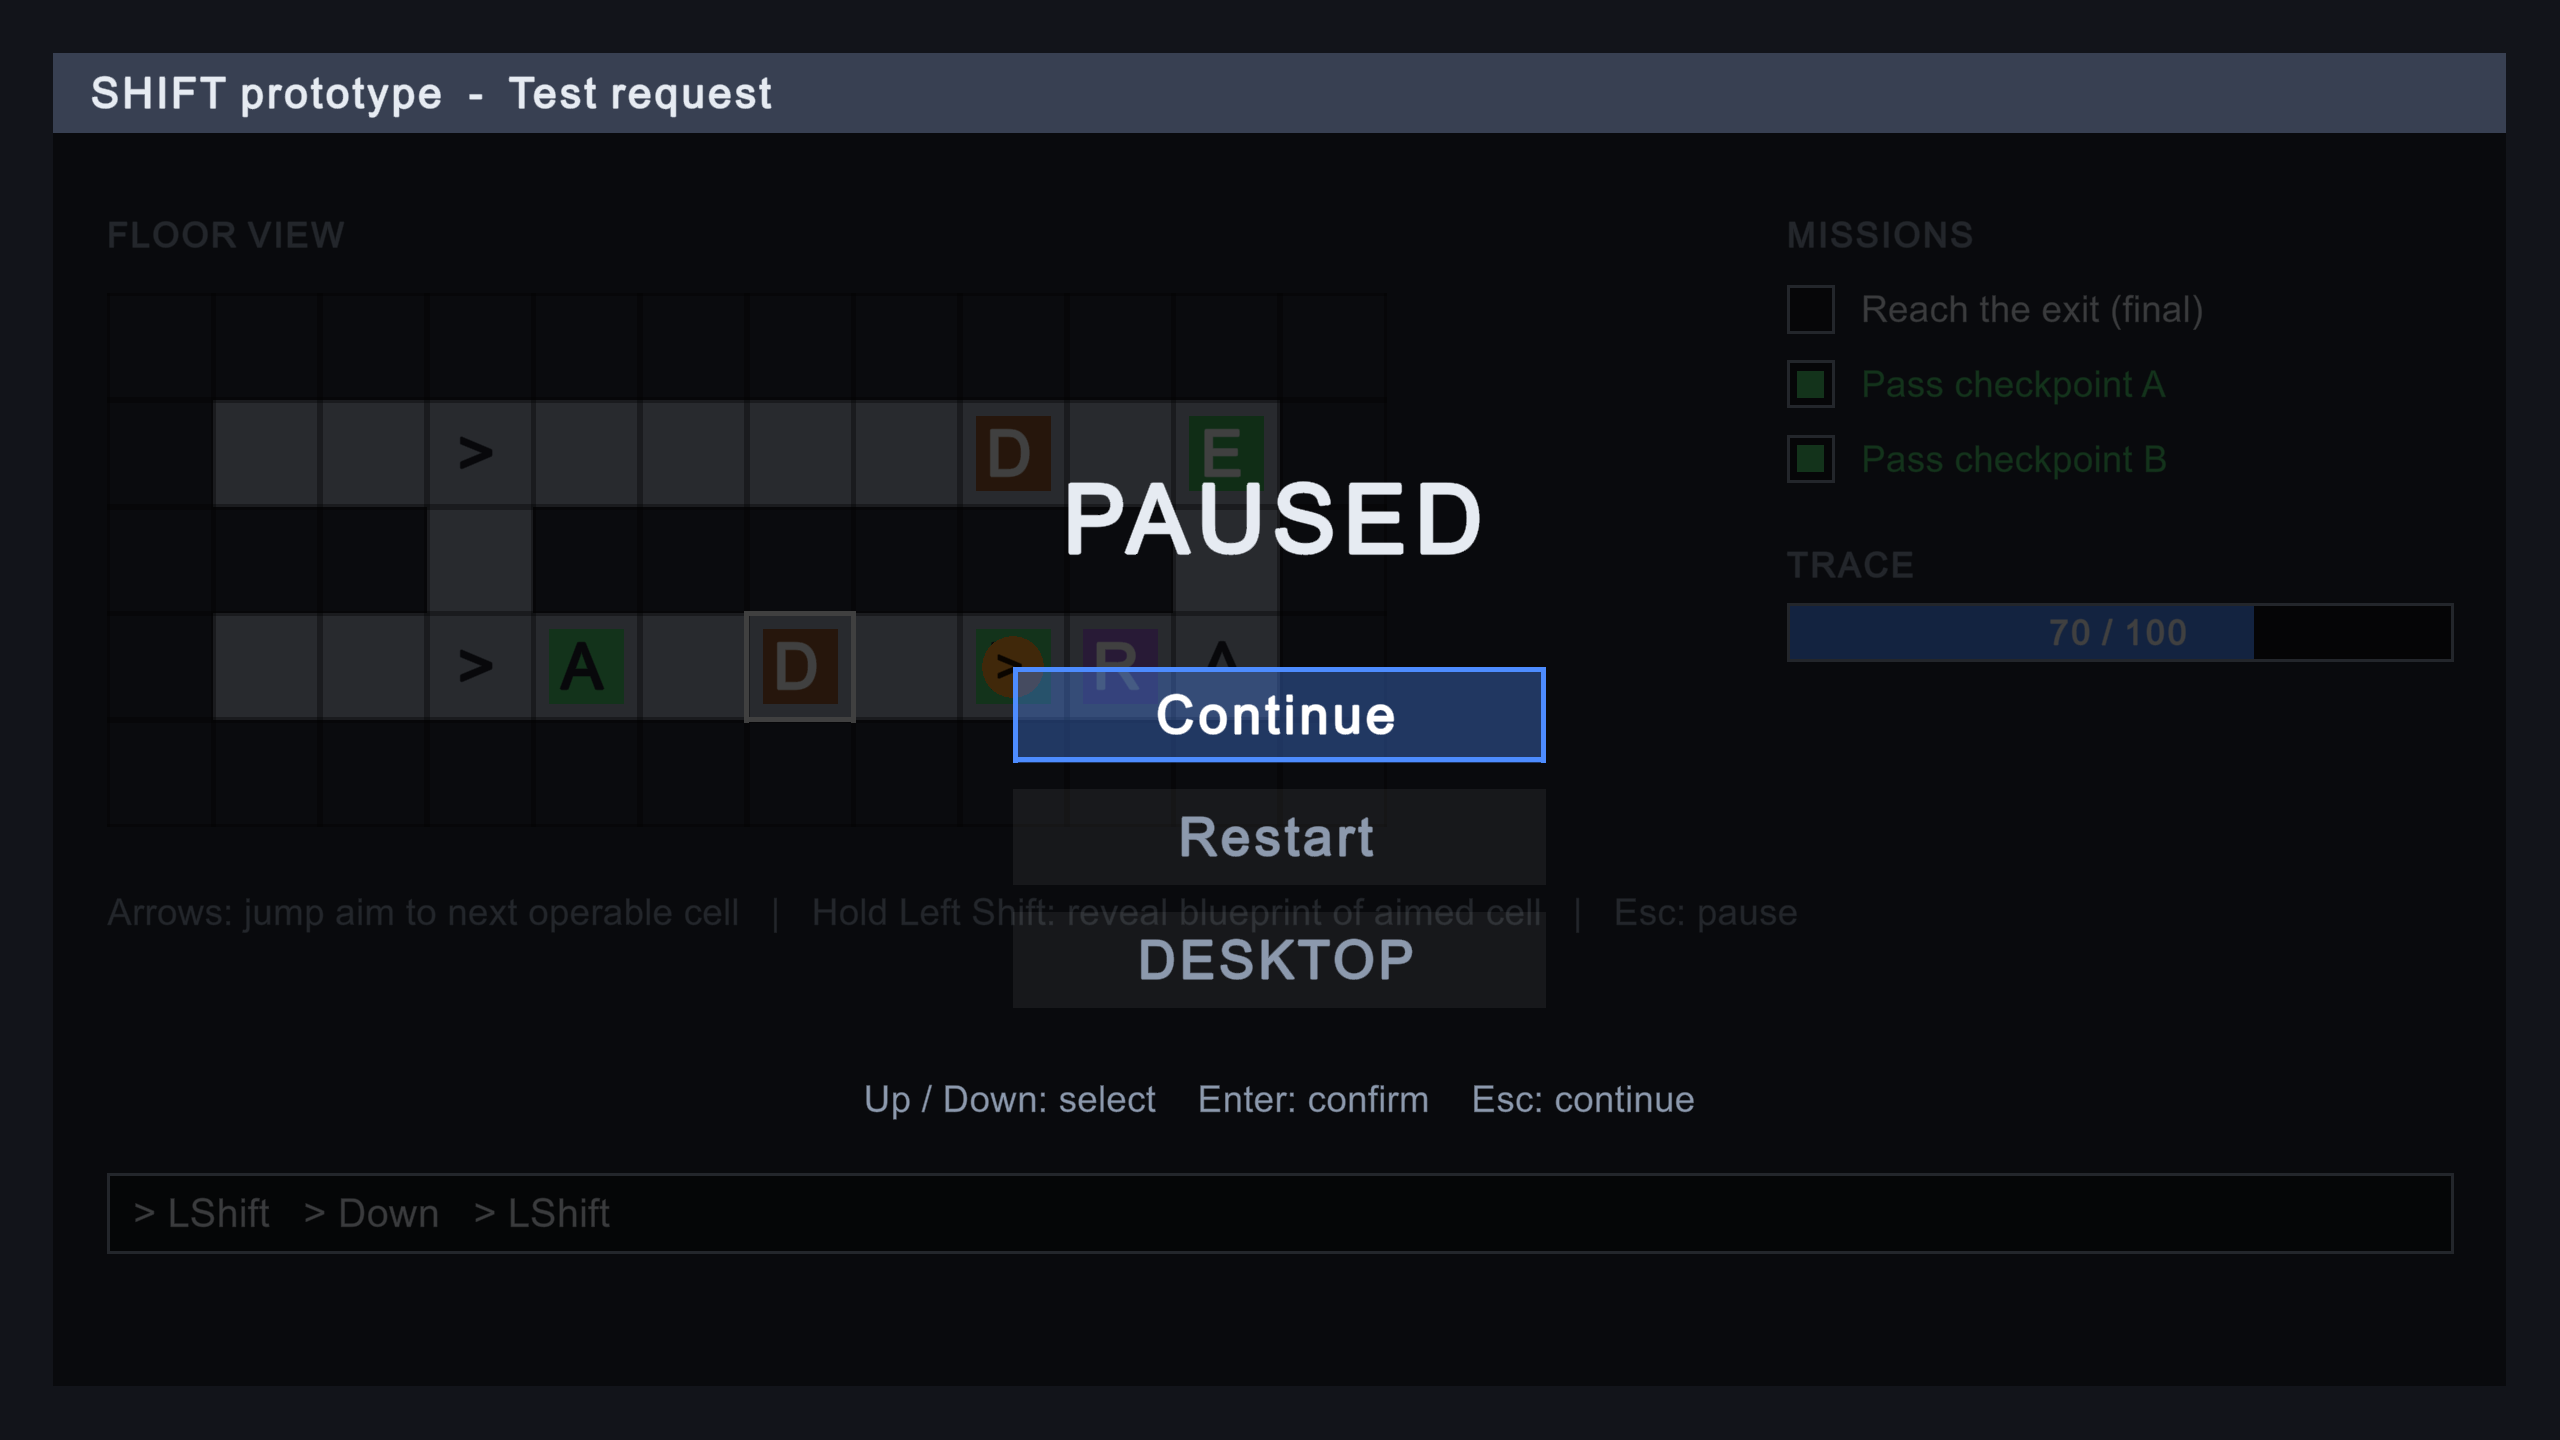 SHIFT prototype - Test request
FLOOR VIEW
MISSIONS
Reach the exit (final)
Pass checkpoint A
Pass checkpoint B
TRACE
70 / 100
> D E
PAUSED
> A D > R ^
Continue
Restart
Arrows: jump aim to next operable cell | Hold Left Shift: reveal blueprint of aimed cell | Esc: pause
DESKTOP
Up / Down: select Enter: confirm Esc: continue
> LShift > Down > LShift